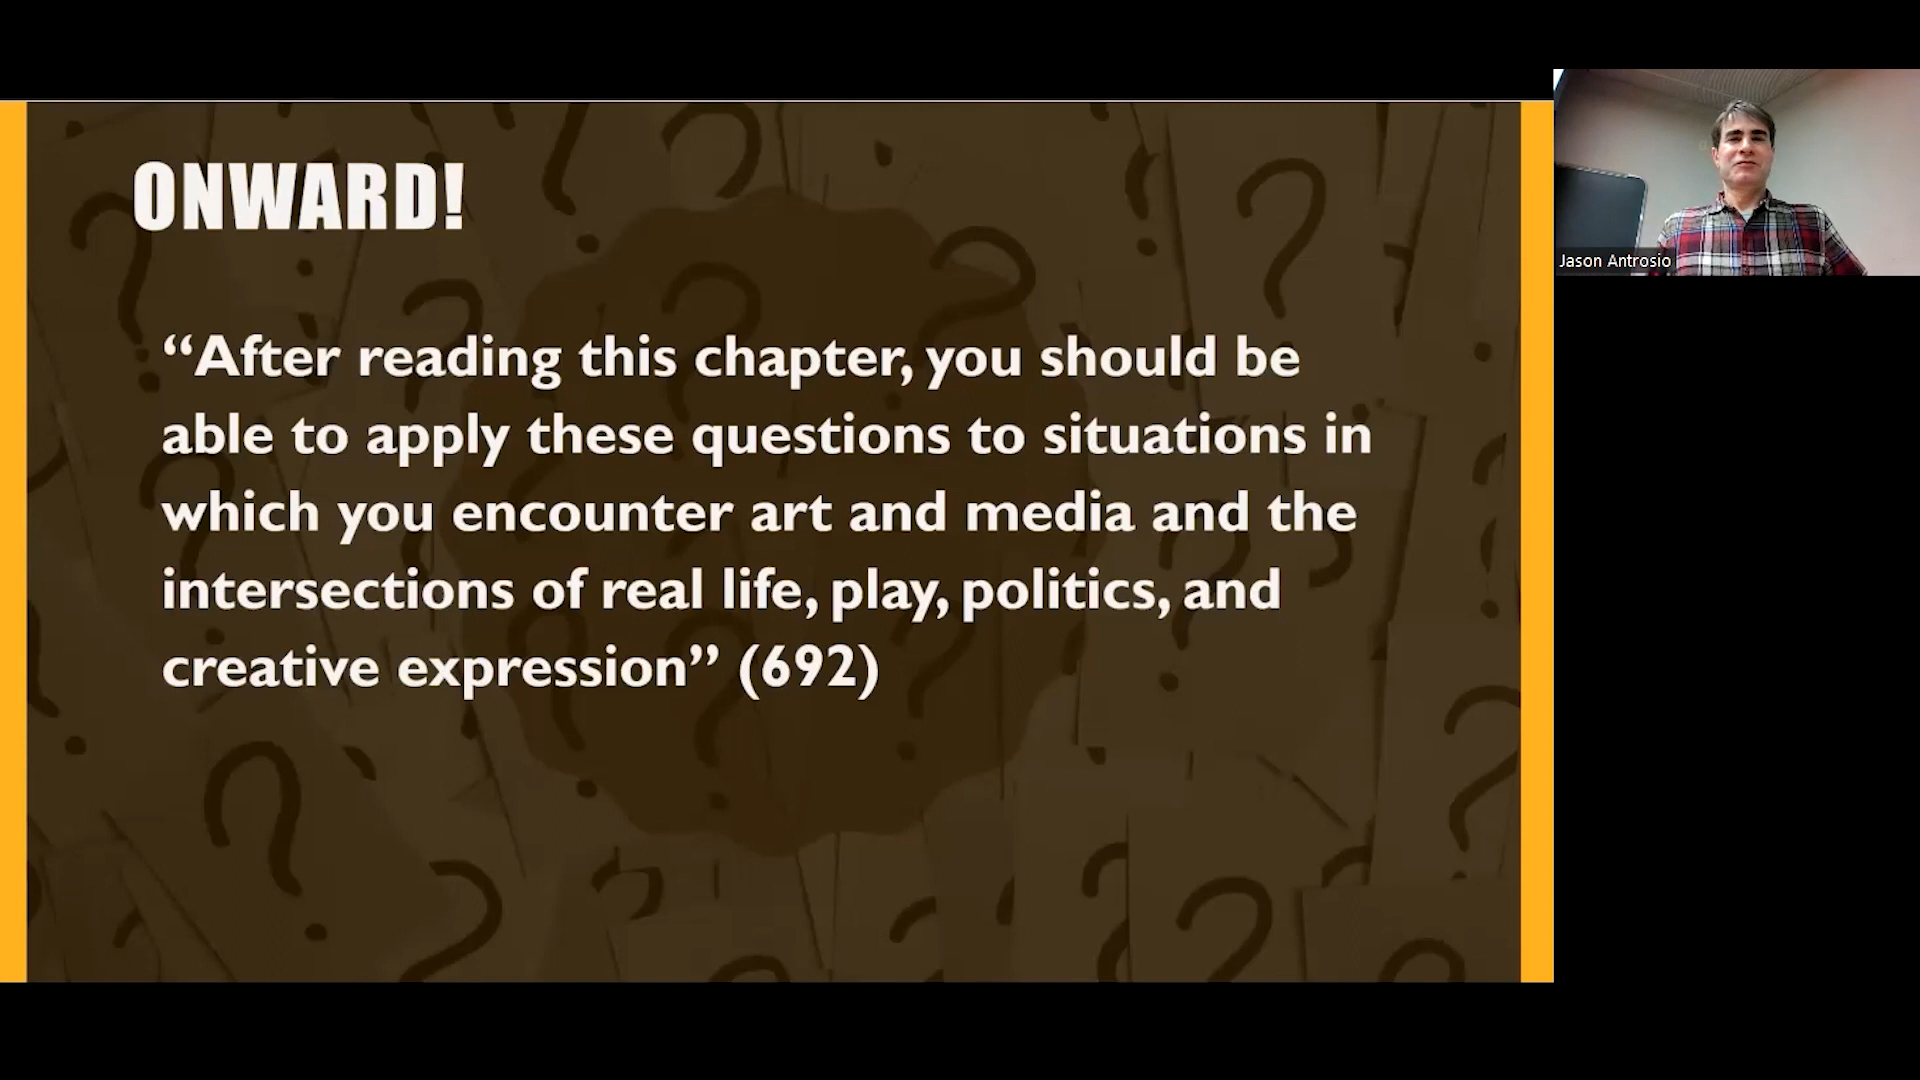 ONWARD!
“After reading this chapter, you should be
able to apply these questions to situations in
which you encounter art and media and the
intersections of real life, play, politics, and
creative expression” (692)
Jason Antrosio